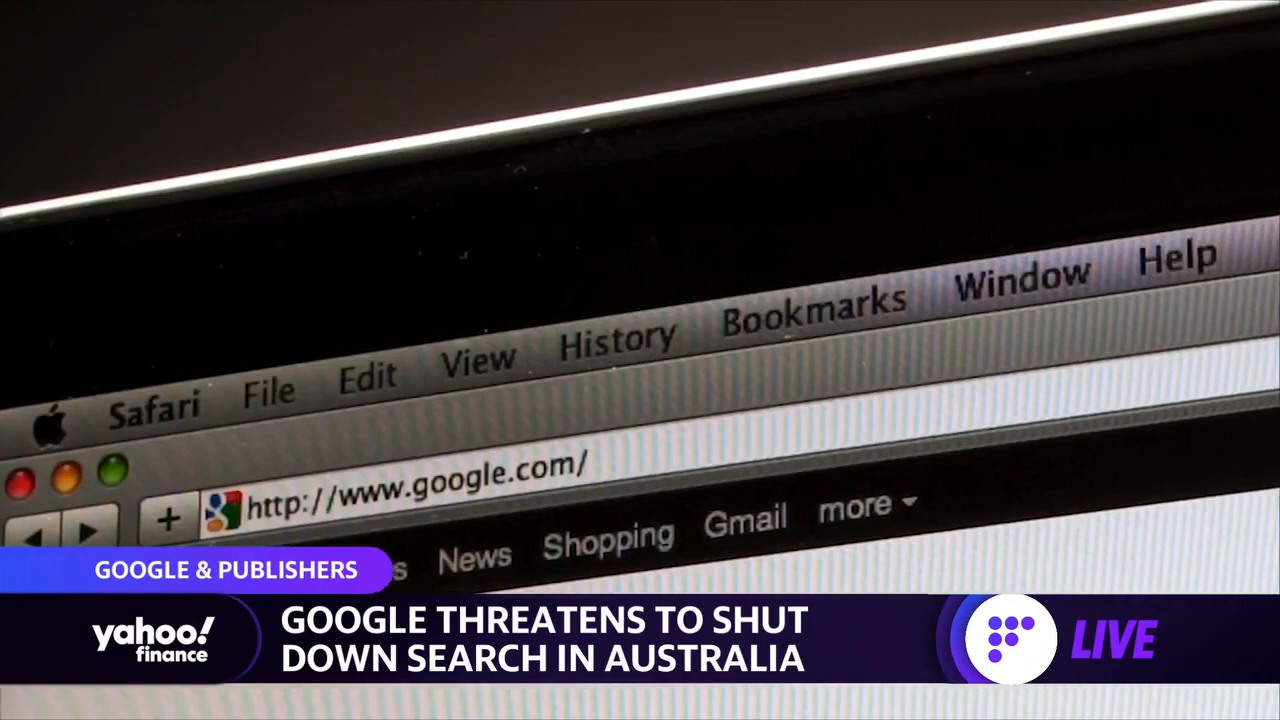 Safari File Edit View History Bookmarks Window Help
+ http://www.google.com/
News Shopping Gmail more
GOOGLE & PUBLISHERS
yahoo!
finance
GOOGLE THREATENS TO SHUT
DOWN SEARCH IN AUSTRALIA
LIVE